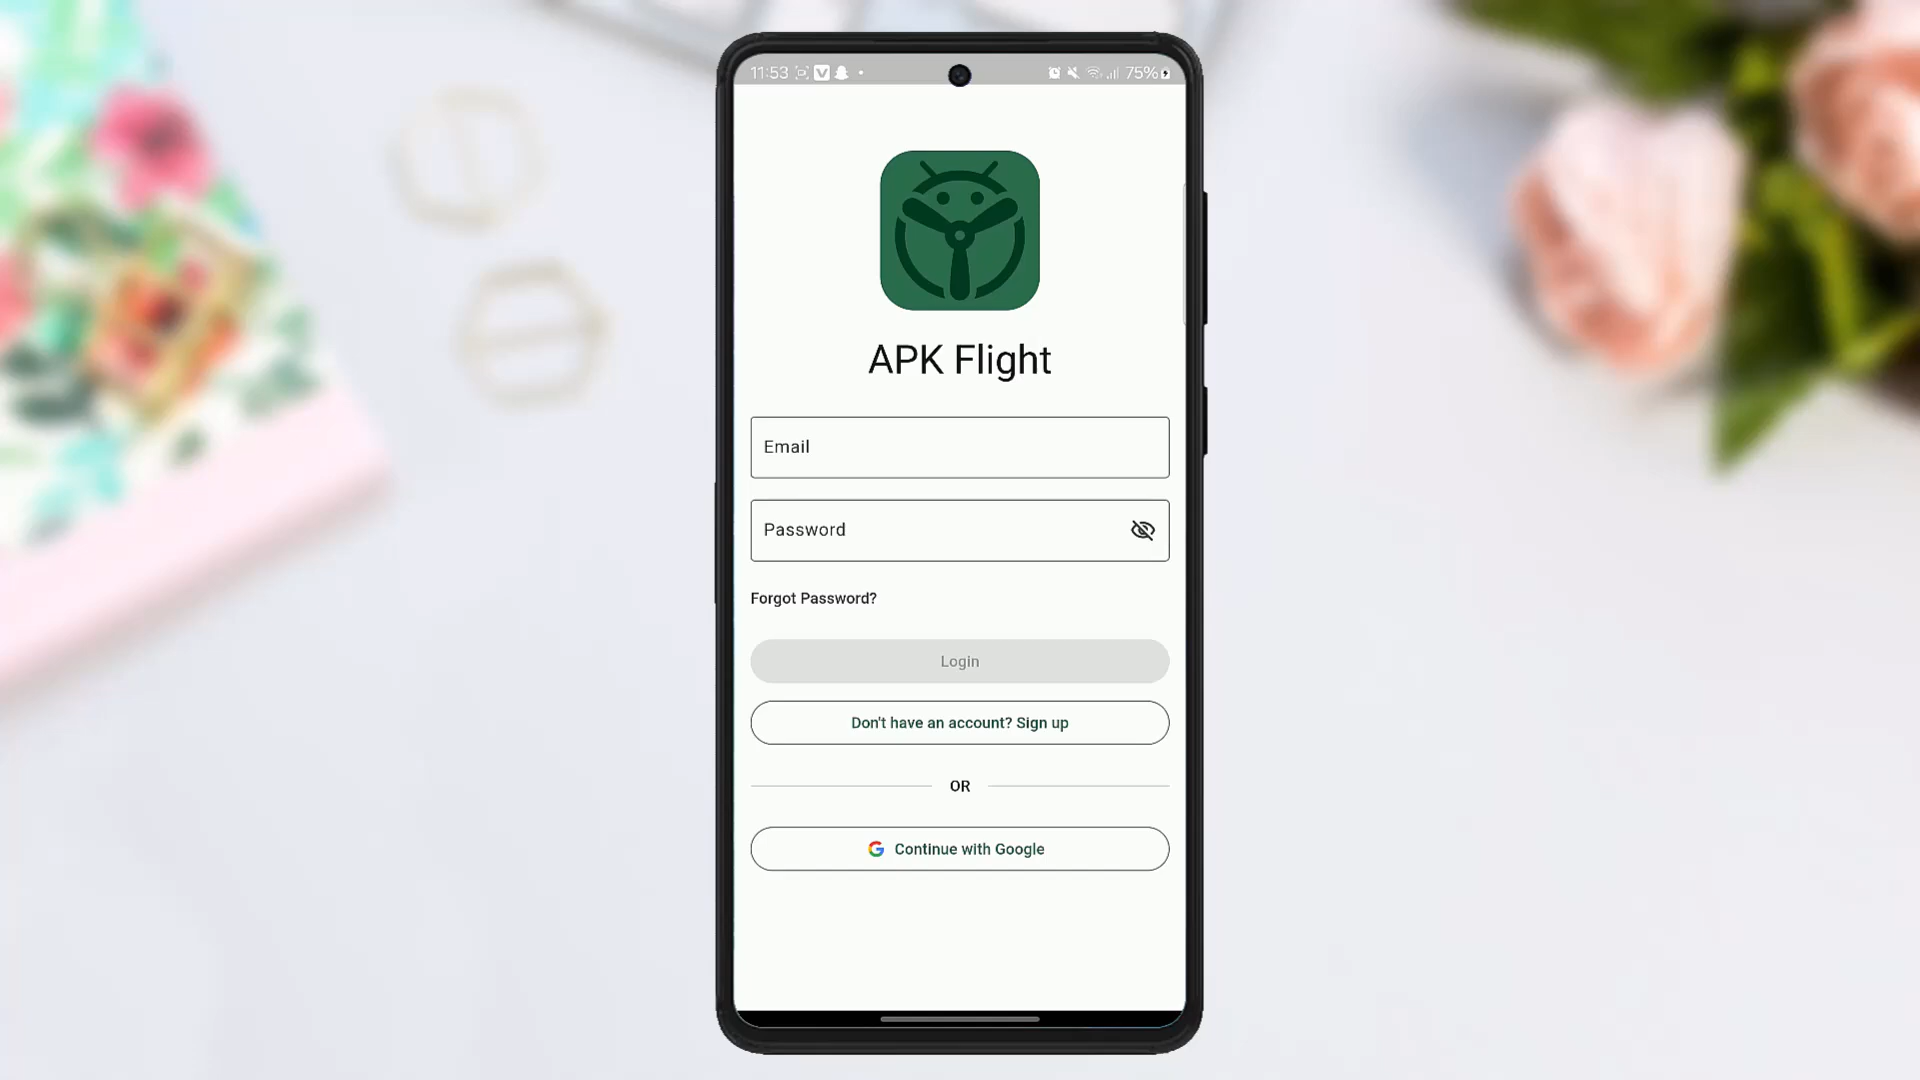 11:53 75%
APK Flight
Email
Password
Forgot Password?
Login
Don't have an account? Sign up
OR
Continue with Google